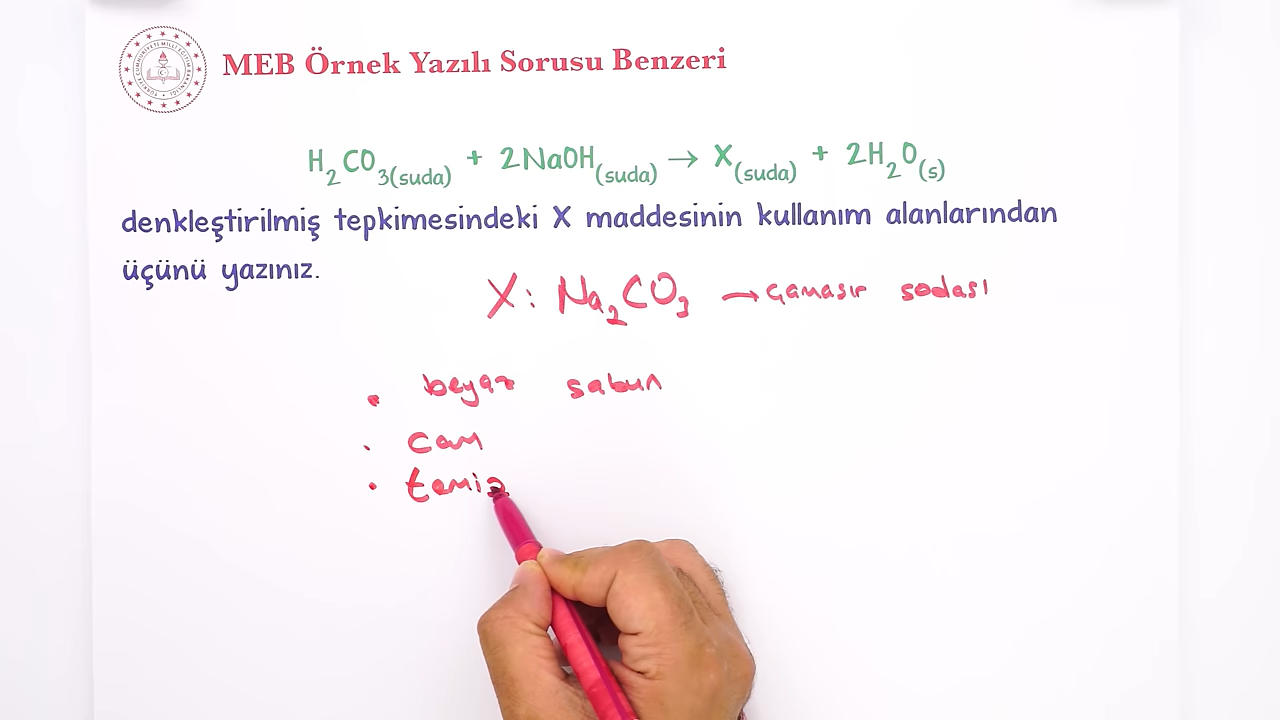 MEB Örnek Yazılı Sorusu Benzeri
H₂CO₃(suda) + 2NaOH(suda) → X(suda) + 2H₂O(s)
denkleştirilmiş tepkimesindeki X maddesinin kullanım alanlarından
üçünü yazınız.
X: Na₂CO₃ → Çamaşır sodası
• beyaz sabun
• cam
• temiz